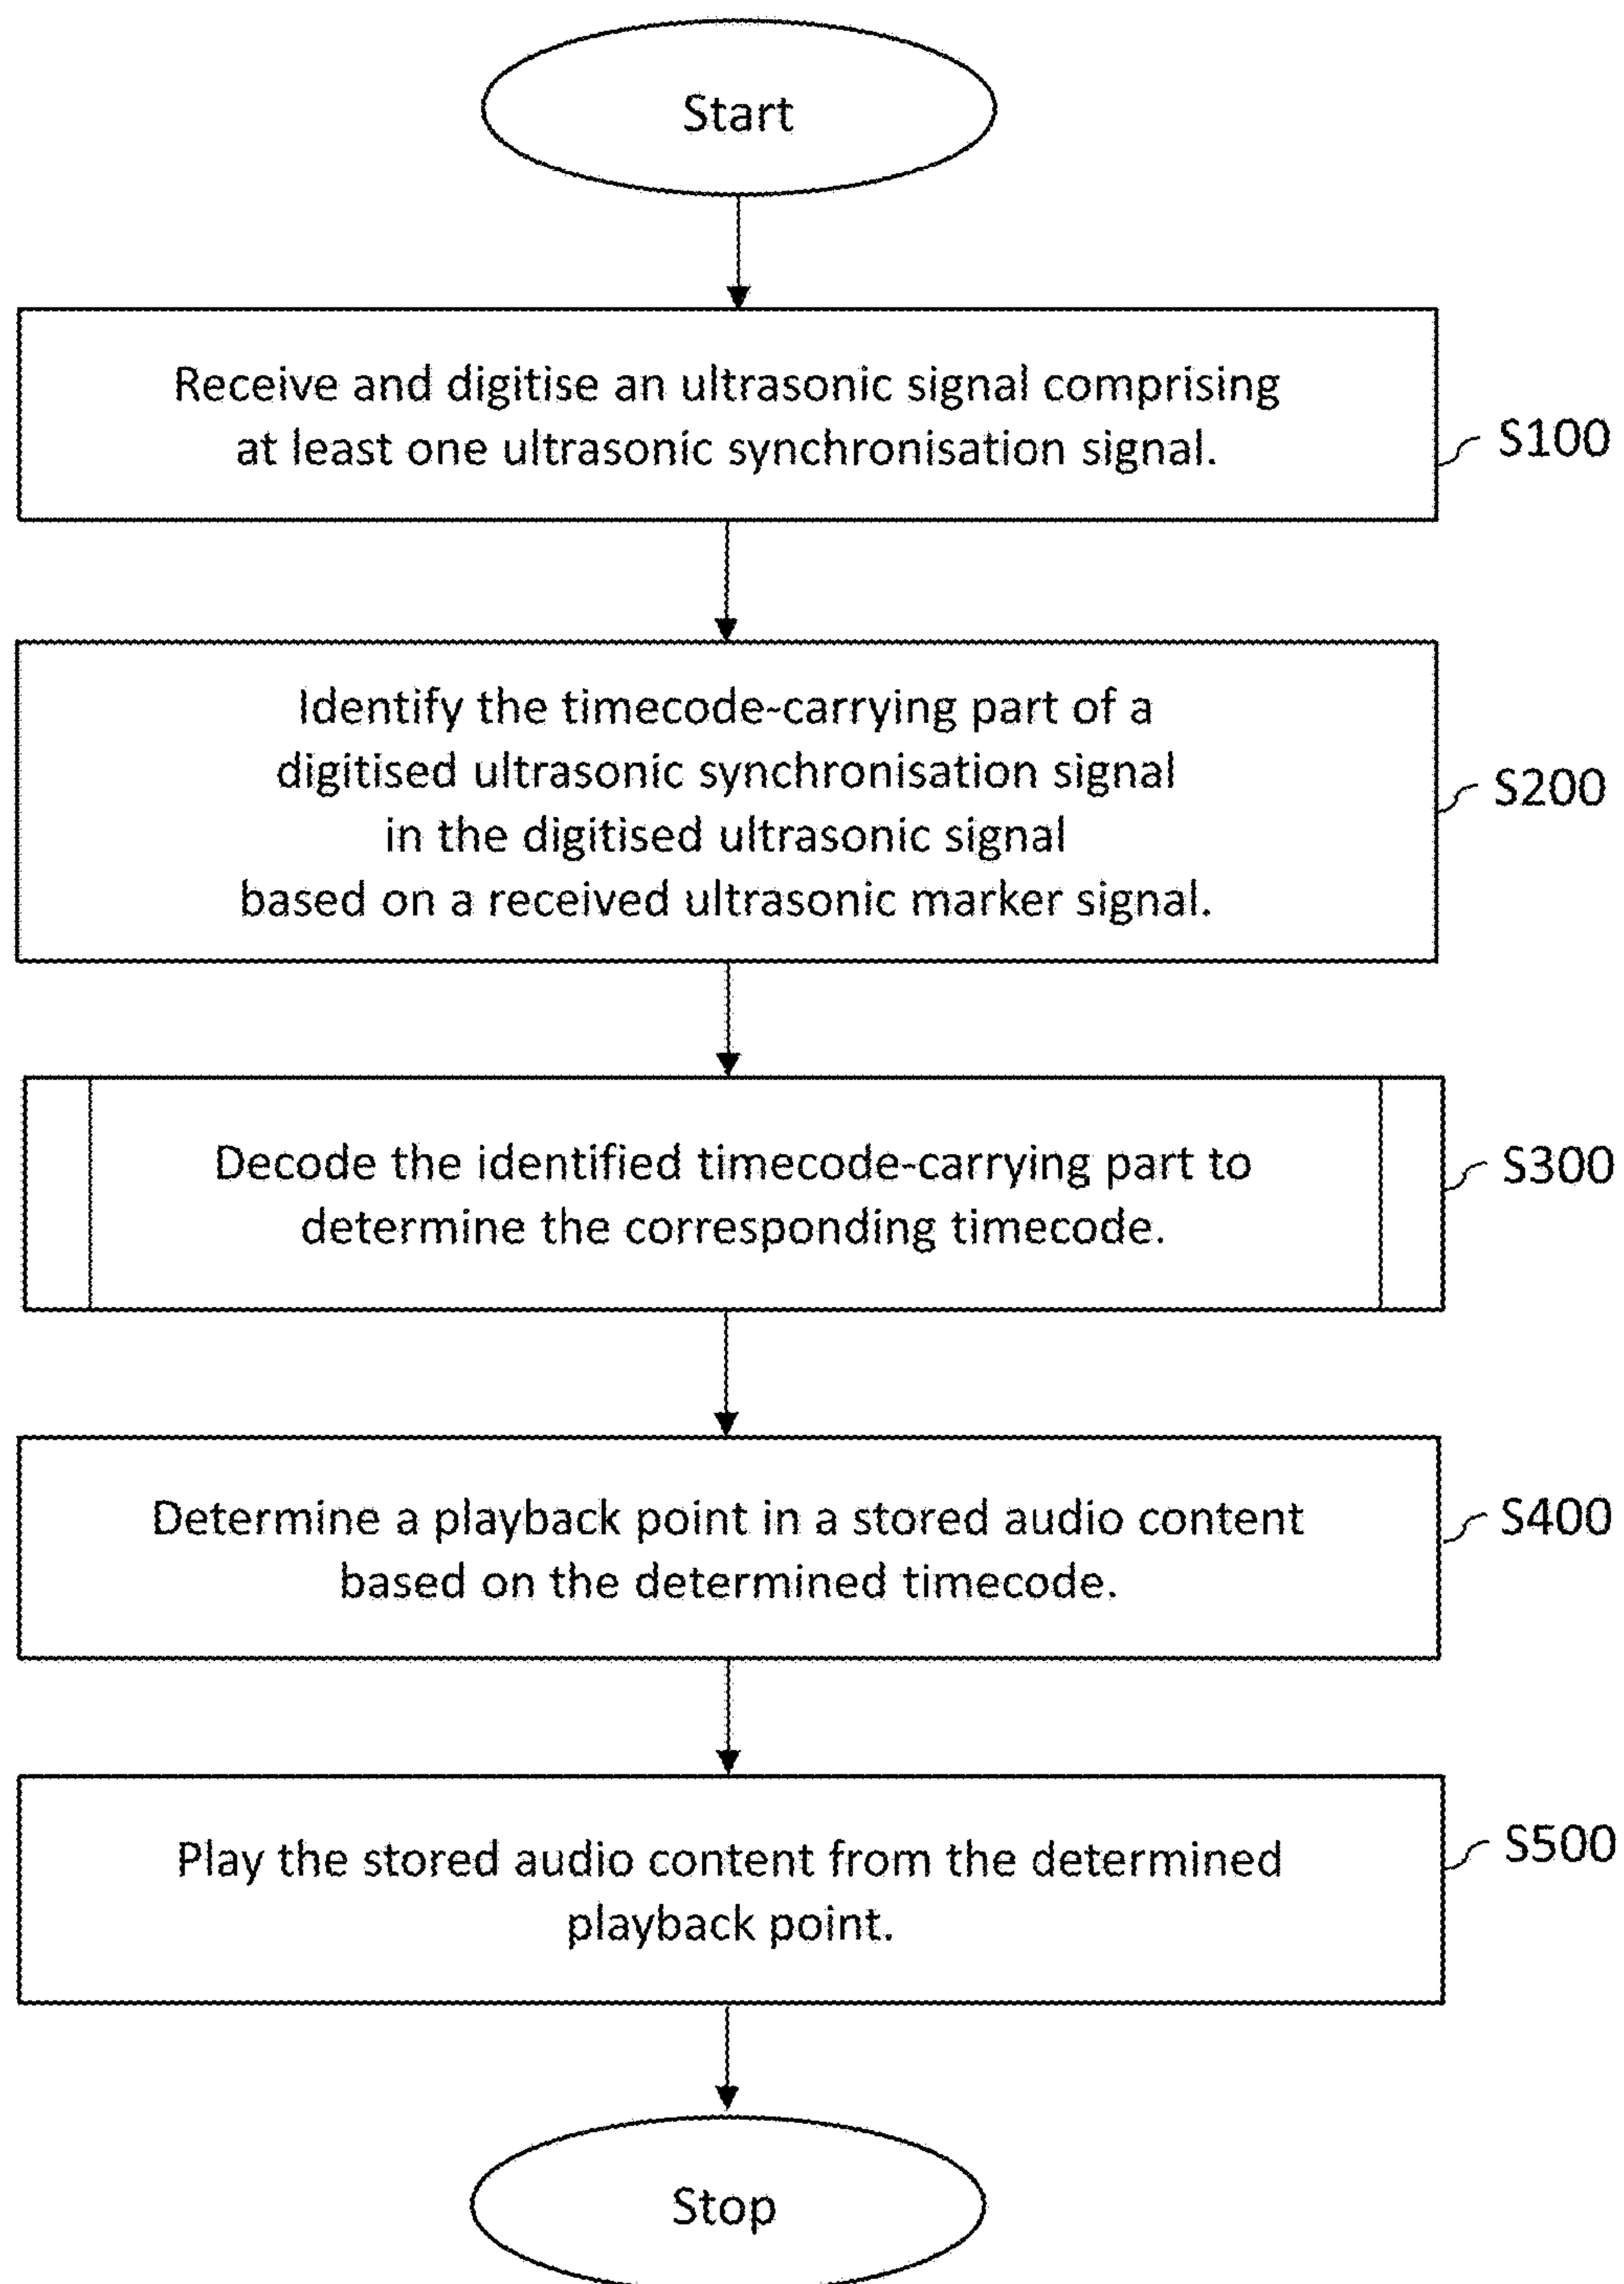 Start
Receive and digitise an ultrasonic signal comprising
at least one ultrasonic synchronisation signal.
S100
Identify the timecode-carrying part of a
digitised ultrasonic synchronisation signal
in the digitised ultrasonic signal
based on a received ultrasonic marker signal.
S200
Decode the identified timecode-carrying part to
determine the corresponding timecode.
S300
Determine a playback point in a stored audio content
based on the determined timecode.
S400
Play the stored audio content from the determined
playback point.
S500
Stop